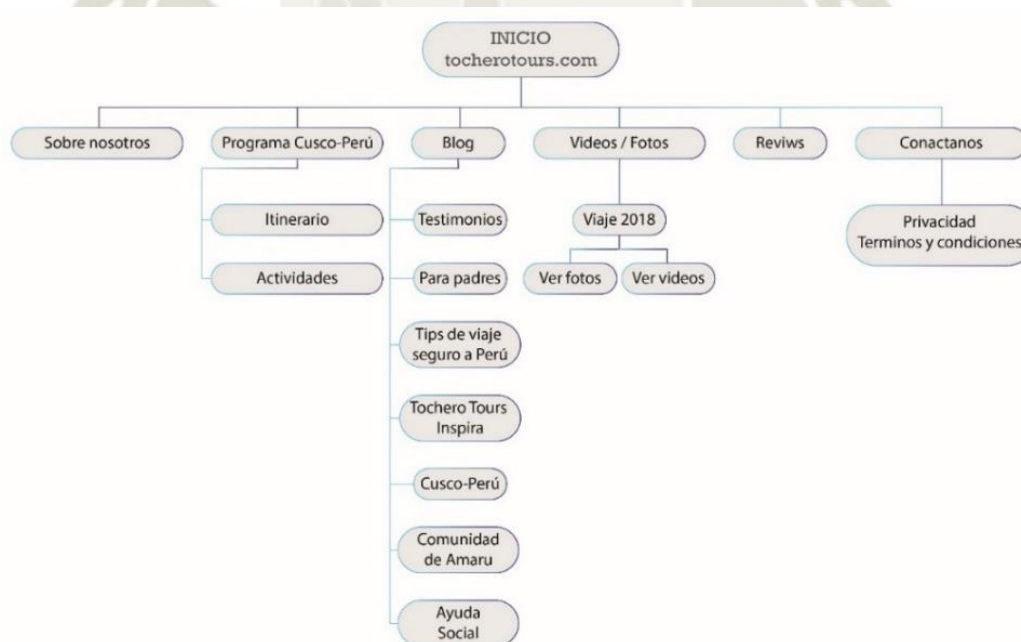 INICIO
tocherotours.com
Sobre nosotros
Programa Cusco-Perú
Blog
Videos / Fotos
Reviws
Conactanos
Itinerario
Actividades
Testimonios
Para padres
Tips de viaje
seguro a Perú
Tochero Tours
Inspira
Cusco-Perú
Comunidad
de Amaru
Ayuda
Social
Viaje 2018
Ver fotos
Ver videos
Privacidad
Terminos y condiciones